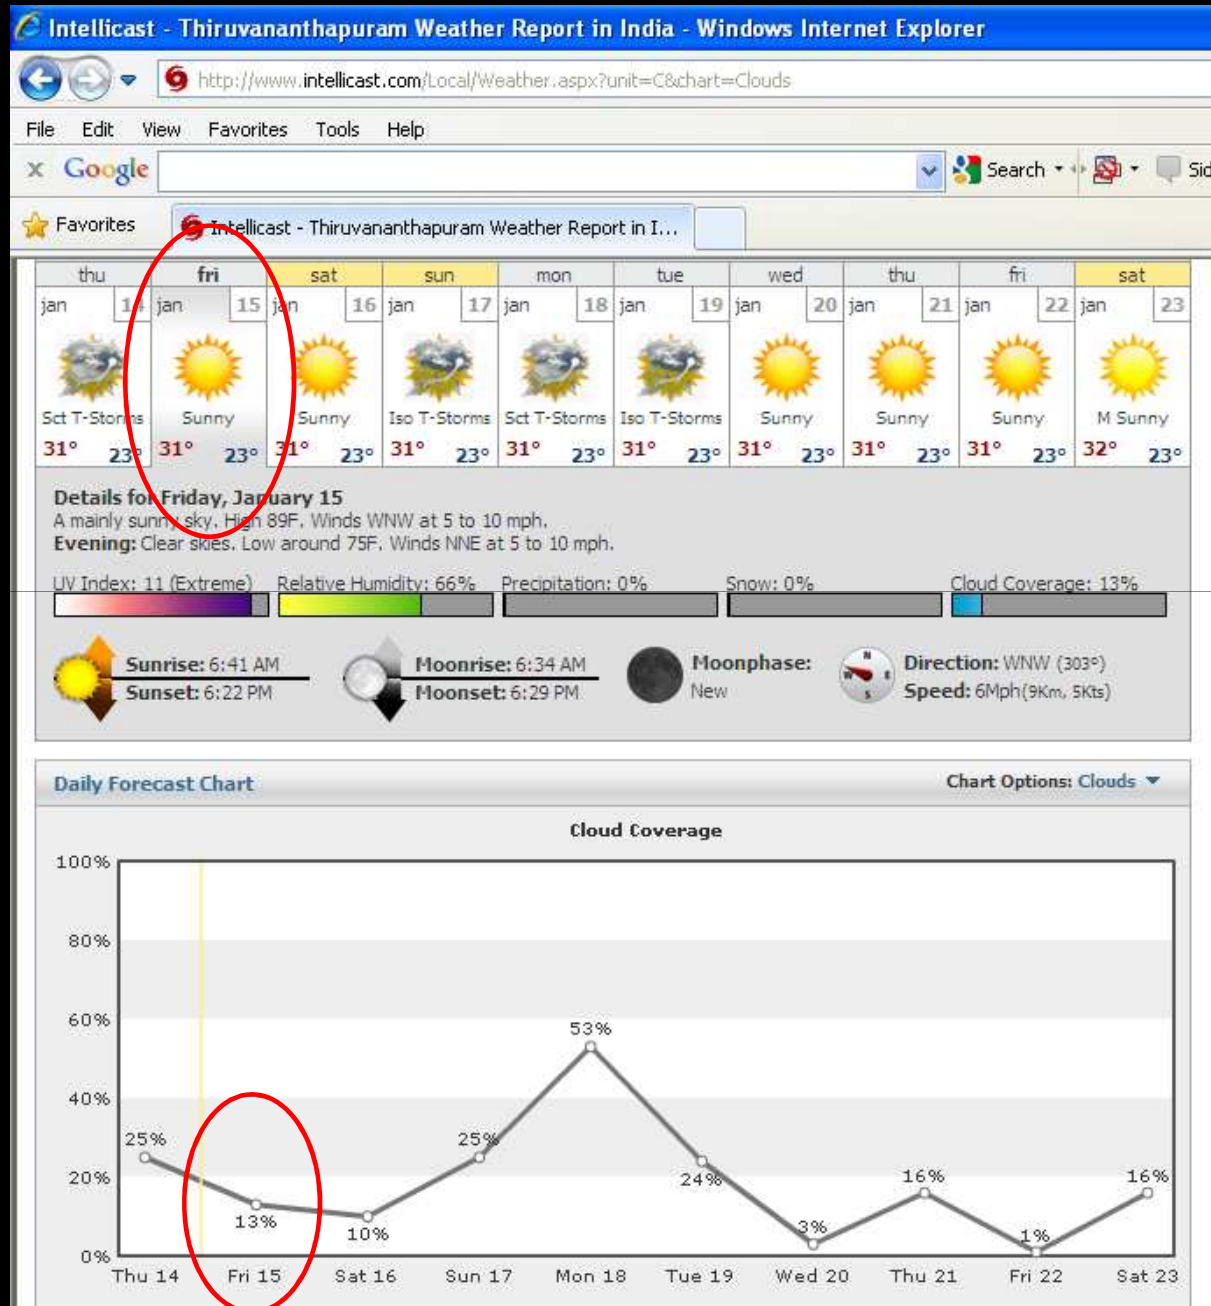 Intellicast - Thiruvananthapuram Weather Report in India - Windows Internet Explorer
http://www.intellicast.com/Local/Weather.aspx?unit=C&chart=Clouds
File Edit View Favorites Tools Help
x Google Search Sid
Favorites Intellicast - Thiruvananthapuram Weather Report in I...
thu fri sat sun mon tue wed thu fri sat
jan 14 jan 15 jan 16 jan 17 jan 18 jan 19 jan 20 jan 21 jan 22 jan 23
Sct T-Storms Sunny Sunny Iso T-Storms Sct T-Storms Iso T-Storms Sunny Sunny Sunny M Sunny
31° 23° 31° 23° 31° 23° 31° 23° 31° 23° 31° 23° 31° 23° 31° 23° 31° 23° 32° 23°
Details for Friday, January 15
A mainly sunny sky. High 89F. Winds WNW at 5 to 10 mph.
Evening: Clear skies. Low around 75F. Winds NNE at 5 to 10 mph.
UV Index: 11 (Extreme) Relative Humidity: 66% Precipitation: 0% Snow: 0% Cloud Coverage: 13%
Sunrise: 6:41 AM Moonrise: 6:34 AM Moonphase: N W E S Direction: WNW (303°)
Sunset: 6:22 PM Moonset: 6:29 PM New Speed: 6Mph(9Km, 5Kts)
Daily Forecast Chart Chart Options: Clouds
Cloud Coverage
100%
80%
60%
53%
40%
25% 25%
20% 24% 16% 16%
13% 10% 3% 1%
0%
Thu 14 Fri 15 Sat 16 Sun 17 Mon 18 Tue 19 Wed 20 Thu 21 Fri 22 Sat 23